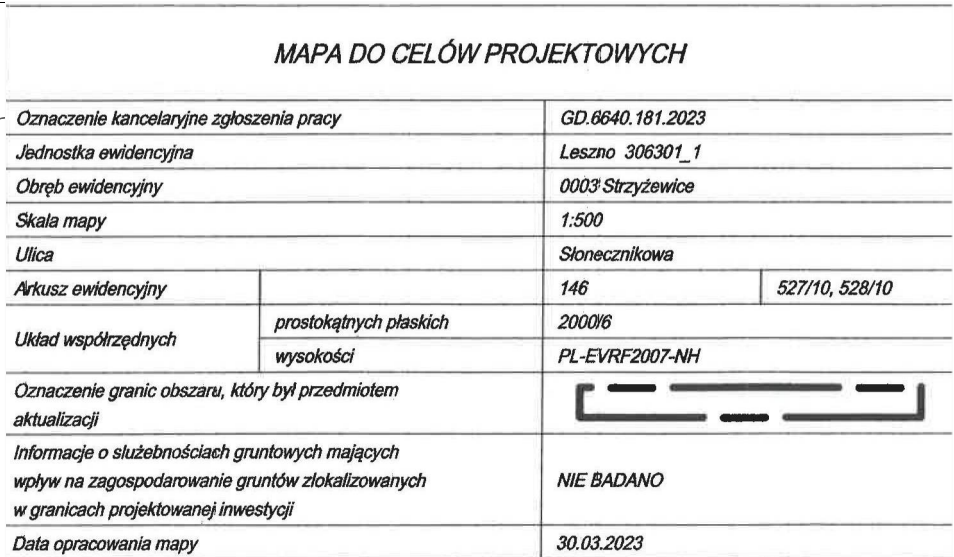 MAPA DO CELÓW PROJEKTOWYCH
Oznaczenie kancelaryjne zgłoszenia pracy GD.6640.181.2023
Jednostka ewidencyjna Leszno 306301_1
Obręb ewidencyjny 0003 Strzyżewice
Skala mapy 1:500
Ulica Słonecznikowa
Arkusz ewidencyjny 146 527/10, 528/10
Układ współrzędnych prostokątnych płaskich 2000/6
wysokości PL-EVRF2007-NH
Oznaczenie granic obszaru, który był przedmiotem
aktualizacji
Informacje o służebnościach gruntowych mających
wpływ na zagospodarowanie gruntów zlokalizowanych
w granicach projektowanej inwestycji
NIE BADANO
Data opracowania mapy 30.03.2023